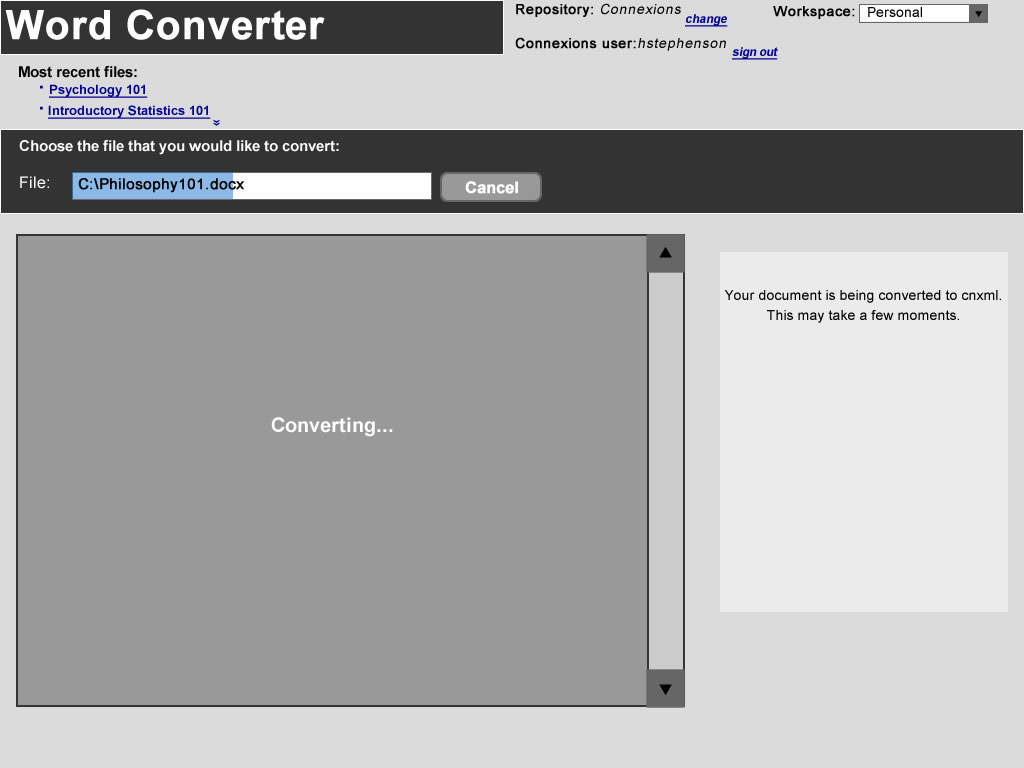 Word Converter
Repository: Connexions change
Workspace: Personal
Connexions user:hstephenson sign out
Most recent files:
Psychology 101
Introductory Statistics 101
Choose the file that you would like to convert:
File: C:\Philosophy101.docx Cancel
Your document is being converted to cnxml.
This may take a few moments.
Converting...